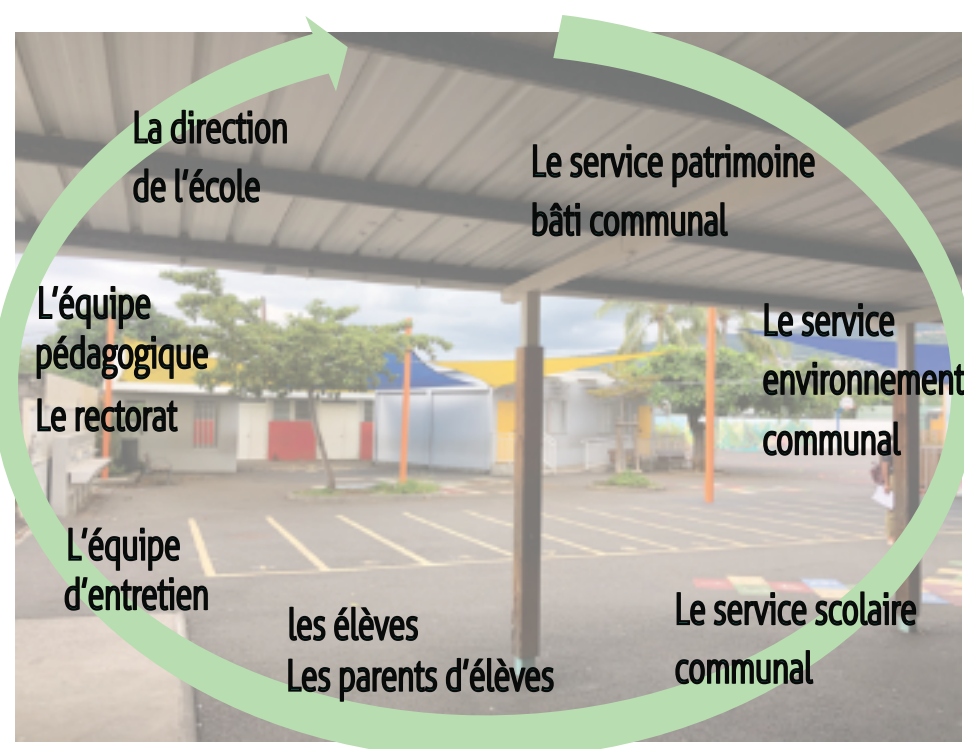 La direction
de l’école
Le service patrimoine
bâti communal
L’équipe
pédagogique
Le rectorat
Le service
environnement
communal
L’équipe
d’entretien
les élèves
Les parents d’élèves
Le service scolaire
communal